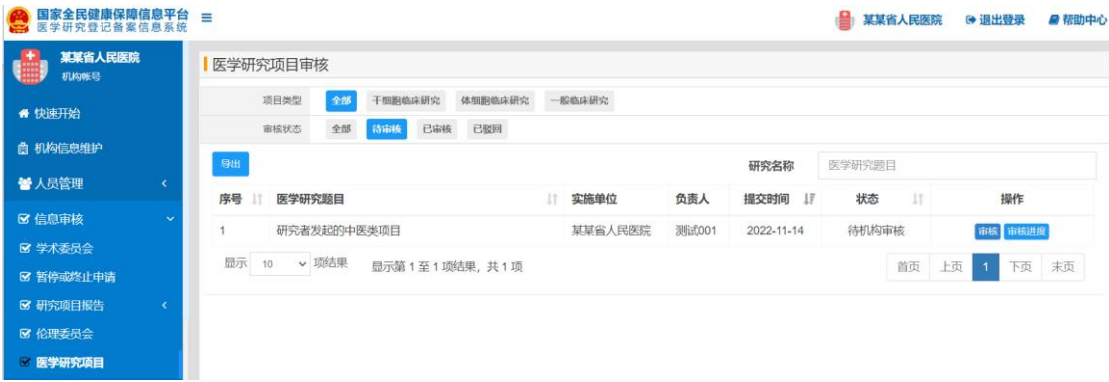 国家全民健康保障信息平台
医学研究登记备案信息系统
某某省人民医院 退出登录 帮助中心
某某省人民医院
机构帐号
快速开始
机构信息维护
人员管理
信息审核
学术委员会
暂停或终止申请
研究项目报告
伦理委员会
医学研究项目
医学研究项目审核
项目类型 全部 干细胞临床研究 体细胞临床研究 一般临床研究
审核状态 全部 待审核 已审核 已驳回
导出 研究名称 医学研究题目
序号 医学研究题目 实施单位 负责人 提交时间 状态 操作
1 研究者发起的中医类项目 某某省人民医院 测试001 2022-11-14 待机构审核 审核 审核进度
显示 10 项结果 显示第 1 至 1 项结果，共 1 项 首页 上页 1 下页 末页